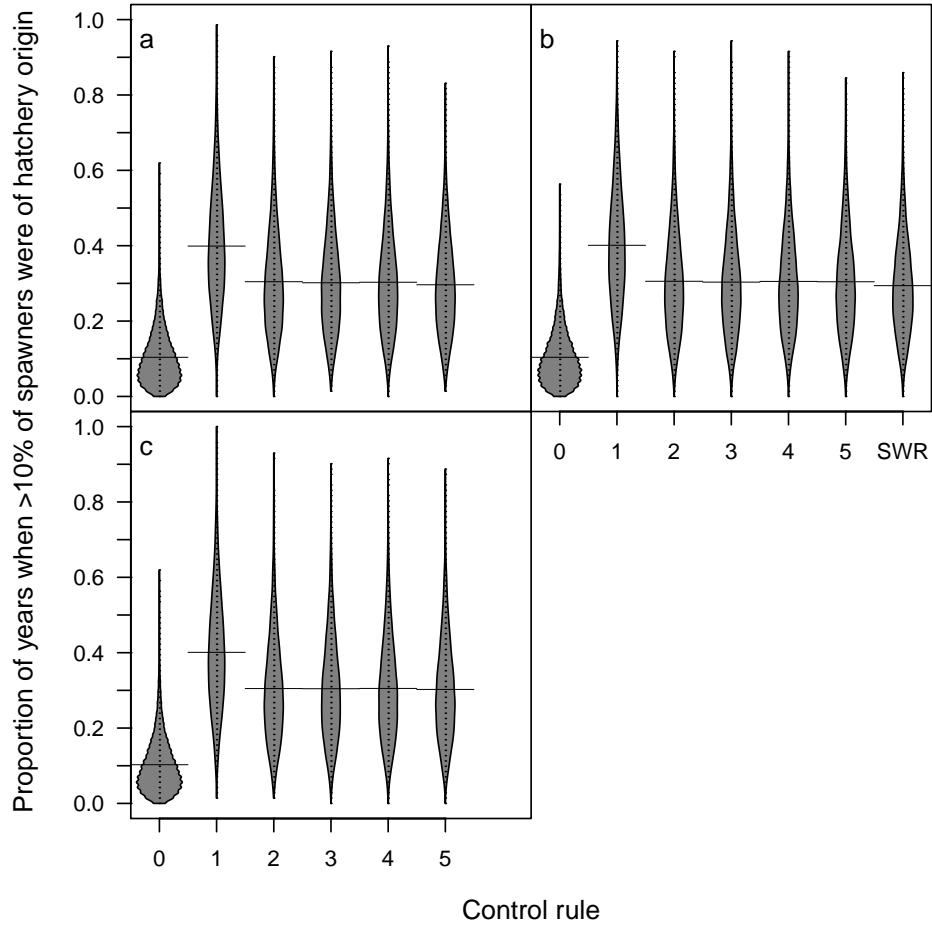 Proportion of years when >10% of spawners were of hatchery origin
a
1.0
0.8
0.6
0.4
0.2
0.0
b
0 1 2 3 4 5 SWR
c
1.0
0.8
0.6
0.4
0.2
0.0
0 1 2 3 4 5
Control rule